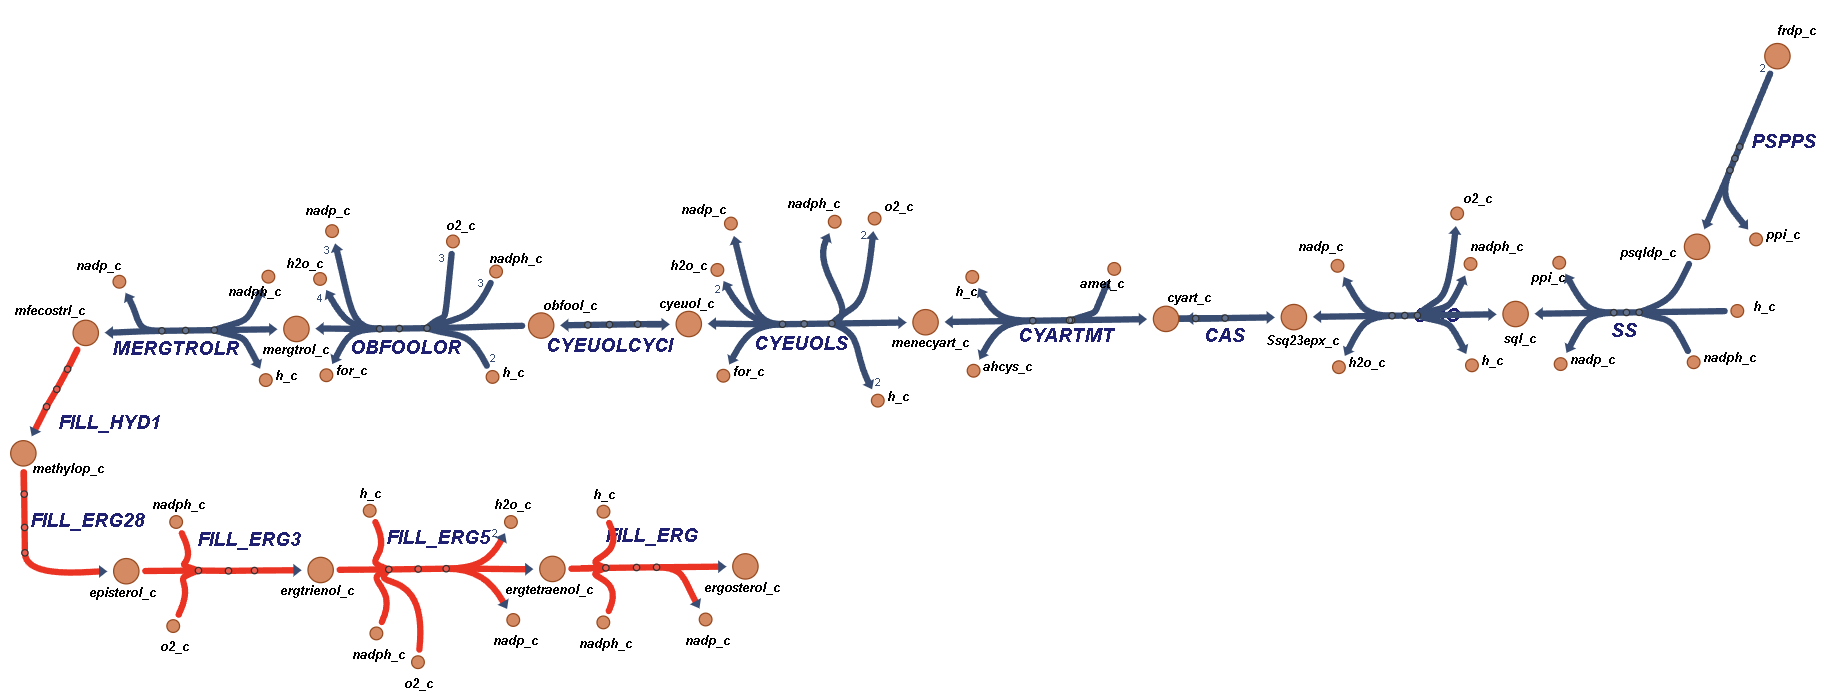 frdp_c
2
PSPPS
ppi_c
psqldp_c
ppi_c
h_c
SS
nadp_c
nadph_c
sql_c
o2_c
nadp_c
nadph_c
Ssq23epx_c
h2o_c
h_c
CAS
cyart_c
amet_c
h_c
CYARTMT
ahcys_c
menecyart_c
nadp_c
nadph_c
o2_c
2
h2o_c
2
CYEUOLS
for_c
2
h_c
cyeuol_c
CYEUOLCYCI
obfool_c
nadp_c
3
o2_c
3
h2o_c
4
nadph_c
3
OBFOOLOR
for_c
2
h_c
mergtrol_c
nadp_c
nadph_c
MERGTROLR
h_c
mfecostrl_c
FILL_HYD1
methylop_c
FILL_ERG28
episterol_c
nadph_c
FILL_ERG3
o2_c
ergtrienol_c
h_c
FILL_ERG5
h2o_c
2
nadph_c
o2_c
nadp_c
ergtetraenol_c
h_c
FILL_ERG
nadph_c
nadp_c
ergosterol_c